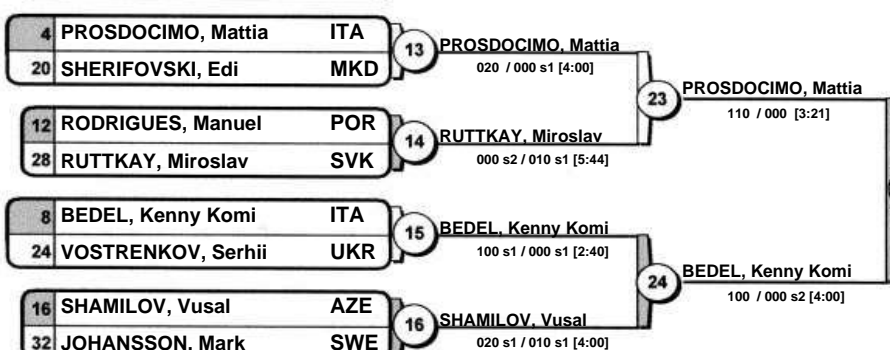 4 PROSDOCIMO, Mattia ITA
20 SHERIFOVSKI, Edi MKD
13
PROSDOCIMO, Mattia
020 / 000 s1 [4:00]
12 RODRIGUES, Manuel POR
28 RUTTKAY, Miroslav SVK
14
RUTTKAY, Miroslav
000 s2 / 010 s1 [5:44]
23
PROSDOCIMO, Mattia
110 / 000 [3:21]
8 BEDEL, Kenny Komi ITA
24 VOSTRENKOV, Serhii UKR
15
BEDEL, Kenny Komi
100 s1 / 000 s1 [2:40]
16 SHAMILOV, Vusal AZE
32 JOHANSSON, Mark SWE
16
SHAMILOV, Vusal
020 s1 / 010 s1 [4:00]
24
BEDEL, Kenny Komi
100 / 000 s2 [4:00]